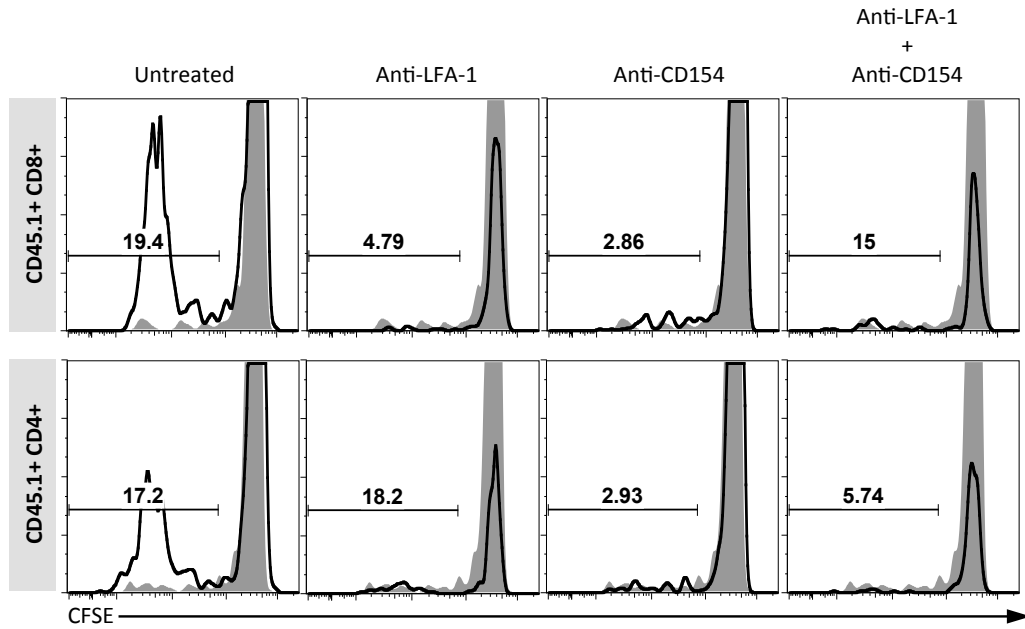 Anti-LFA-1
+
Untreated Anti-LFA-1 Anti-CD154 Anti-CD154
CD45.1+ CD8+
19.4 4.79 2.86 15
CD45.1+ CD4+
17.2 18.2 2.93 5.74
CFSE